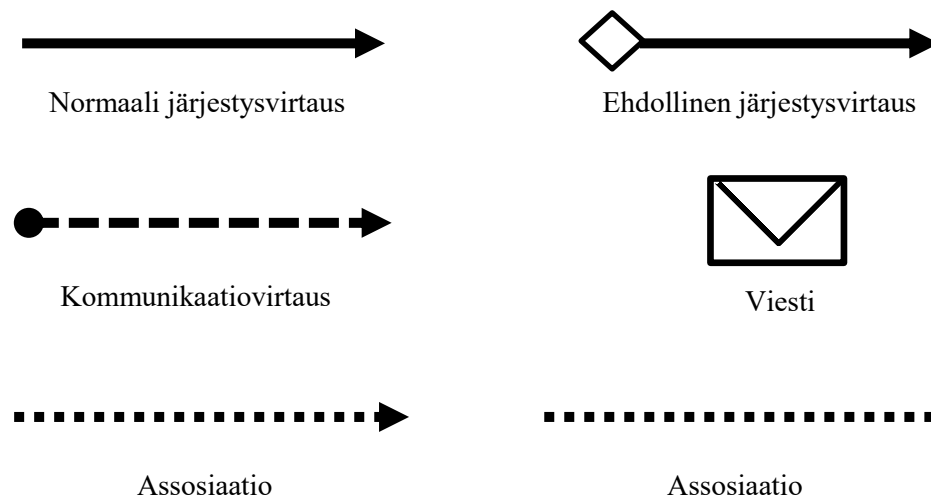 Normaali järjestysvirtaus
Ehdollinen järjestysvirtaus
Kommunikaatiovirtaus
Viesti
Assosiaatio
Assosiaatio